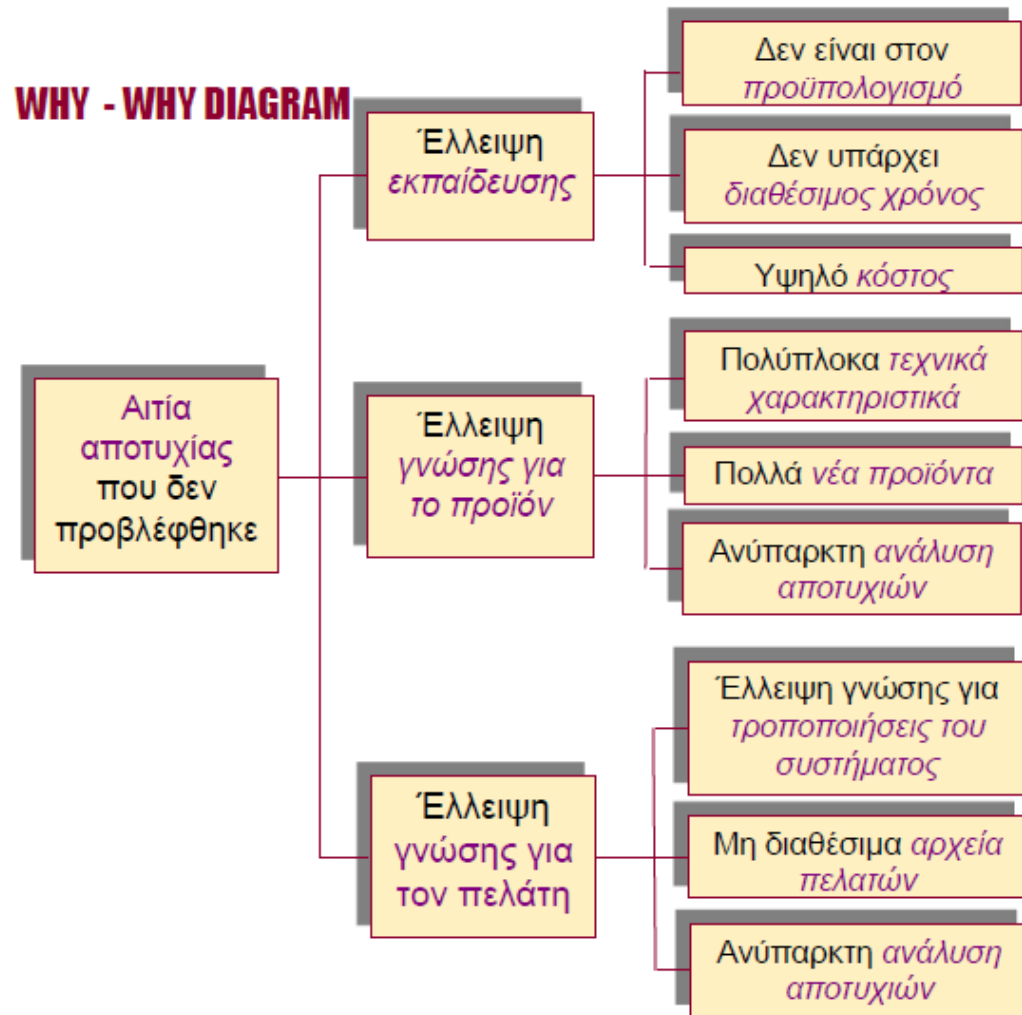 WHY - WHY DIAGRAM
Αιτία
αποτυχίας
που δεν
προβλέφθηκε
Έλλειψη
εκπαίδευσης
Δεν είναι στον
προϋπολογισμό
Δεν υπάρχει
διαθέσιμος χρόνος
Υψηλό κόστος
Έλλειψη
γνώσης για
το προϊόν
Πολύπλοκα τεχνικά
χαρακτηριστικά
Πολλά νέα προϊόντα
Ανύπαρκτη ανάλυση
αποτυχιών
Έλλειψη
γνώσης για
τον πελάτη
Έλλειψη γνώσης για
τροποποιήσεις του
συστήματος
Μη διαθέσιμα αρχεία
πελατών
Ανύπαρκτη ανάλυση
αποτυχιών